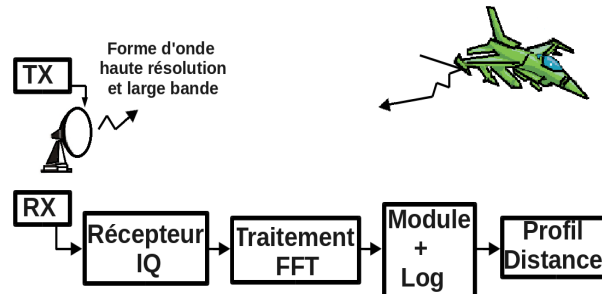 Forme d'onde
haute résolution
et large bande
TX
RX
Récepteur
IQ
Traitement
FFT
Module
+
Log
Profil
Distance